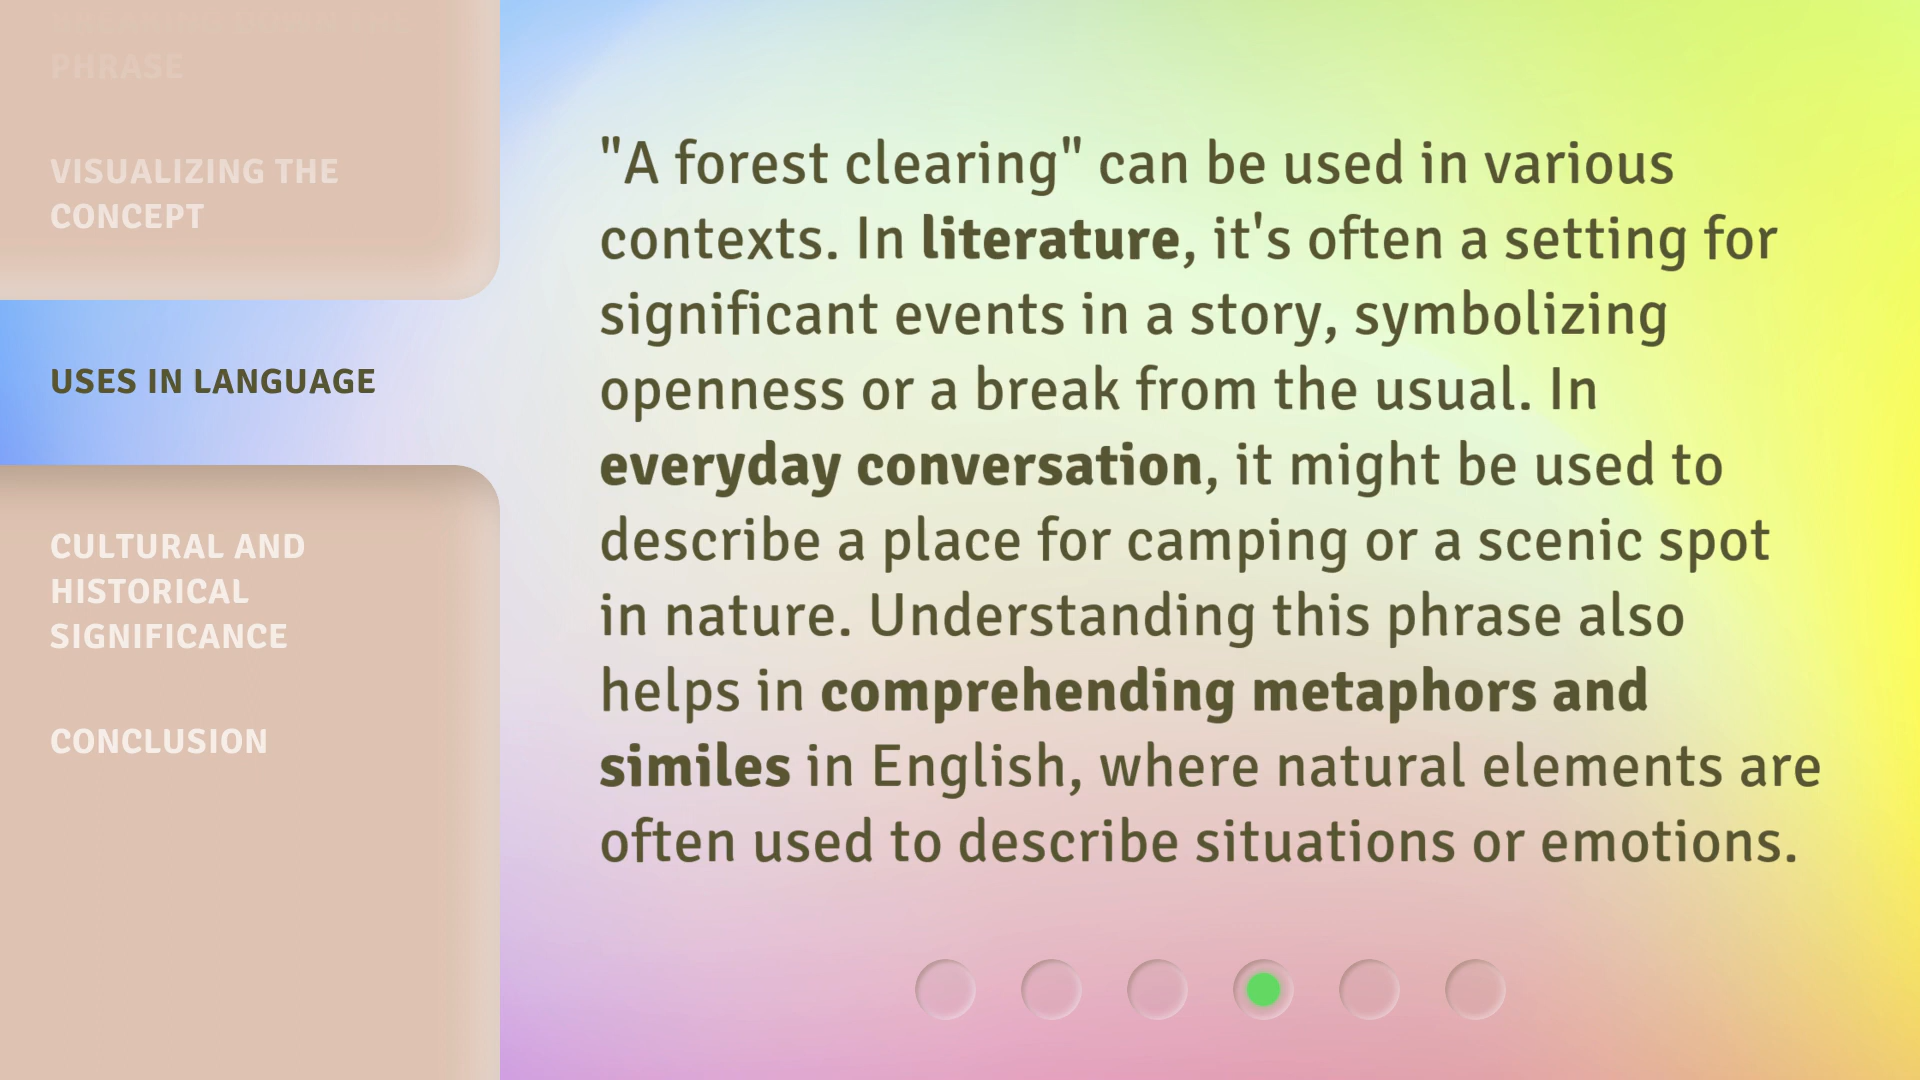 PHRASE
VISUALIZING THE
CONCEPT
USES IN LANGUAGE
CULTURAL AND
HISTORICAL
SIGNIFICANCE
CONCLUSION
"A forest clearing" can be used in various
contexts. In literature, it's often a setting for
significant events in a story, symbolizing
openness or a break from the usual. In
everyday conversation, it might be used to
describe a place for camping or a scenic spot
in nature. Understanding this phrase also
helps in comprehending metaphors and
similes in English, where natural elements are
often used to describe situations or emotions.